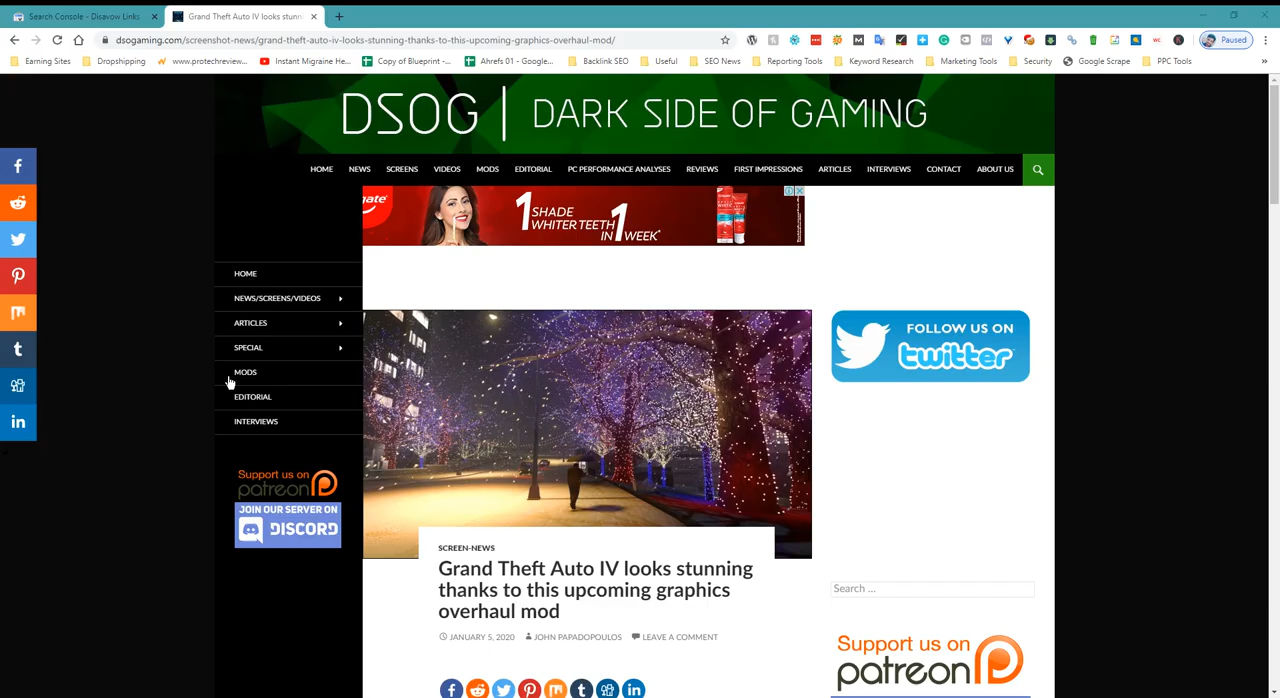 Search Console - Disavow Links
Grand Theft Auto IV looks stunn
dsogaming.com/screenshot-news/grand-theft-auto-iv-looks-stunning-thanks-to-this-upcoming-graphics-overhaul-mod/
Paused
Earning Sites
Dropshipping
www.protechreview...
Instant Migraine He...
Copy of Blueprint -...
Ahrefs 01 - Google...
Backlink SEO
Useful
SEO News
Reporting Tools
Keyword Research
Marketing Tools
Security
Google Scrape
PPC Tools
DSOG | DARK SIDE OF GAMING
HOME NEWS SCREENS VIDEOS MODS EDITORIAL PC PERFORMANCE ANALYSES REVIEWS FIRST IMPRESSIONS ARTICLES INTERVIEWS CONTACT ABOUT US
gate
1 SHADE WHITER TEETH IN 1 WEEK*
HOME
NEWS/SCREENS/VIDEOS
ARTICLES
SPECIAL
MODS
EDITORIAL
INTERVIEWS
Support us on
patreon
JOIN OUR SERVER ON
DISCORD
FOLLOW US ON
twitter
SCREEN-NEWS
Grand Theft Auto IV looks stunning
thanks to this upcoming graphics
overhaul mod
JANUARY 5, 2020 JOHN PAPADOPOULOS LEAVE A COMMENT
Search ...
Support us on
patreon